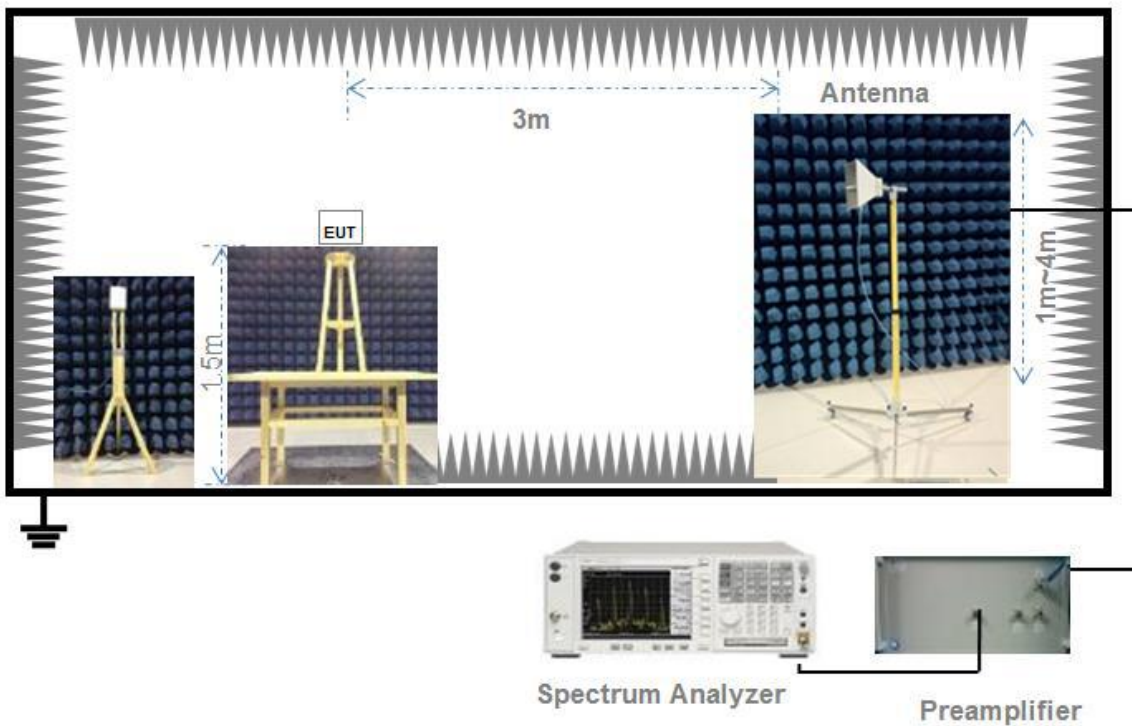 3m
Antenna
EUT
1.5m
1m~4m
Spectrum Analyzer
Preamplifier